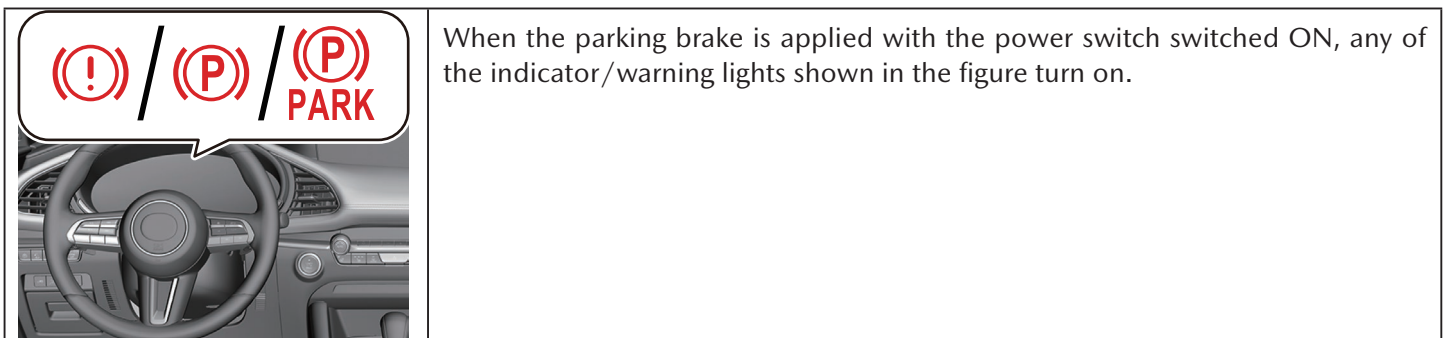 (!) / (P) / (P)
PARK
When the parking brake is applied with the power switch switched ON, any of
the indicator/warning lights shown in the figure turn on.